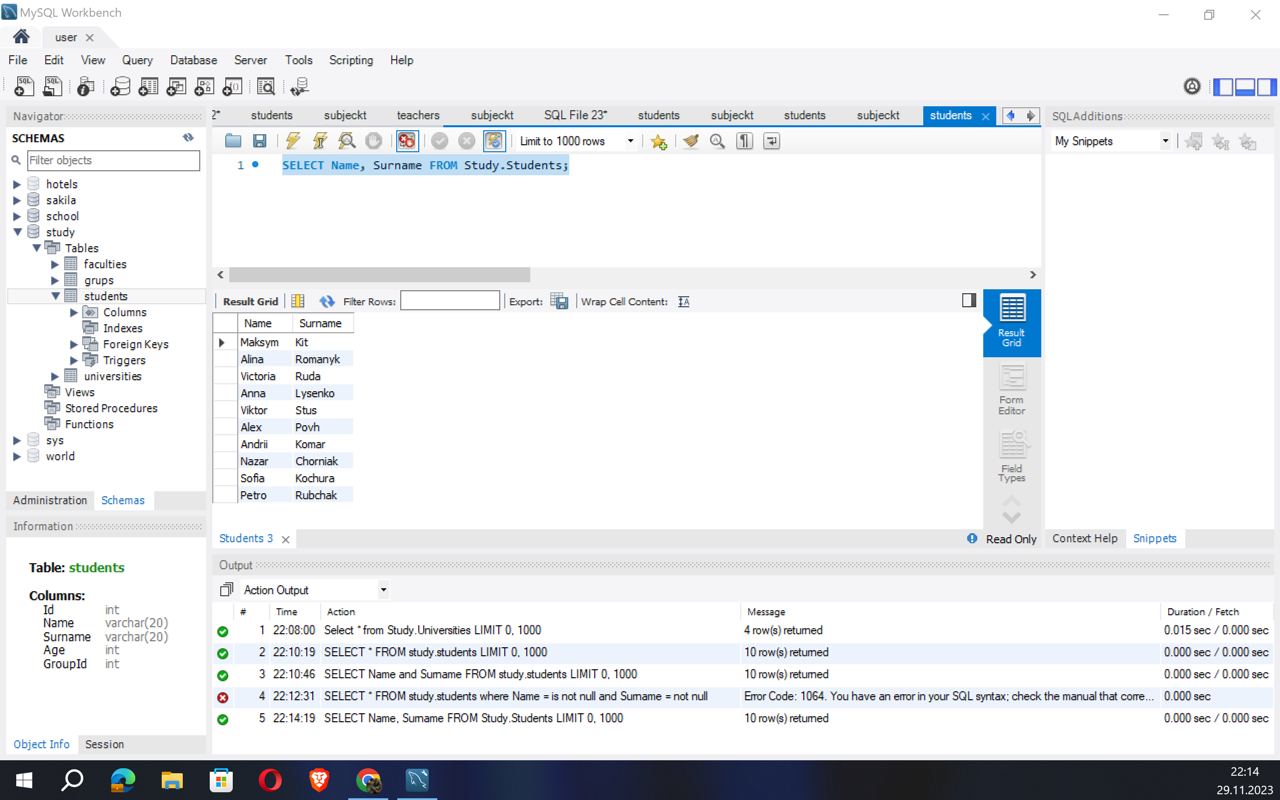 MySQL Workbench
user
File Edit View Query Database Server Tools Scripting Help
Navigator
SCHEMAS
Filter objects
hotels
sakila
school
study
Tables
faculties
grups
students
Columns
Indexes
Foreign Keys
Triggers
universities
Views
Stored Procedures
Functions
sys
world
Administration Schemas
Information
Table: students
Columns:
Id int
Name varchar(20)
Surname varchar(20)
Age int
GroupId int
Object Info Session
2* students subjeckt teachers subjeckt SQL File 23* students subjeckt students subjeckt students
Limit to 1000 rows
1 SELECT Name, Surname FROM Study.Students;
Result Grid Filter Rows: Export: Wrap Cell Content:
Name Surname
Maksym Kit
Alina Romanyk
Victoria Ruda
Anna Lysenko
Viktor Stus
Alex Povh
Andrii Komar
Nazar Chorniak
Sofia Kochura
Petro Rubchak
Result
Grid
Form
Editor
Field
Types
Students 3
Read Only
SQLAdditions
My Snippets
Context Help Snippets
Output
Action Output
# Time Action Message Duration / Fetch
1 22:08:00 Select * from Study.Universities LIMIT 0, 1000 4 row(s) returned 0.015 sec / 0.000 sec
2 22:10:19 SELECT * FROM study.students LIMIT 0, 1000 10 row(s) returned 0.000 sec / 0.000 sec
3 22:10:46 SELECT Name and Surname FROM study.students LIMIT 0, 1000 10 row(s) returned 0.000 sec / 0.000 sec
4 22:12:31 SELECT * FROM study.students where Name = is not null and Surname = not null Error Code: 1064. You have an error in your SQL syntax; check the manual that corre... 0.000 sec
5 22:14:19 SELECT Name, Surname FROM Study.Students LIMIT 0, 1000 10 row(s) returned 0.000 sec / 0.000 sec
22:14
29.11.2023